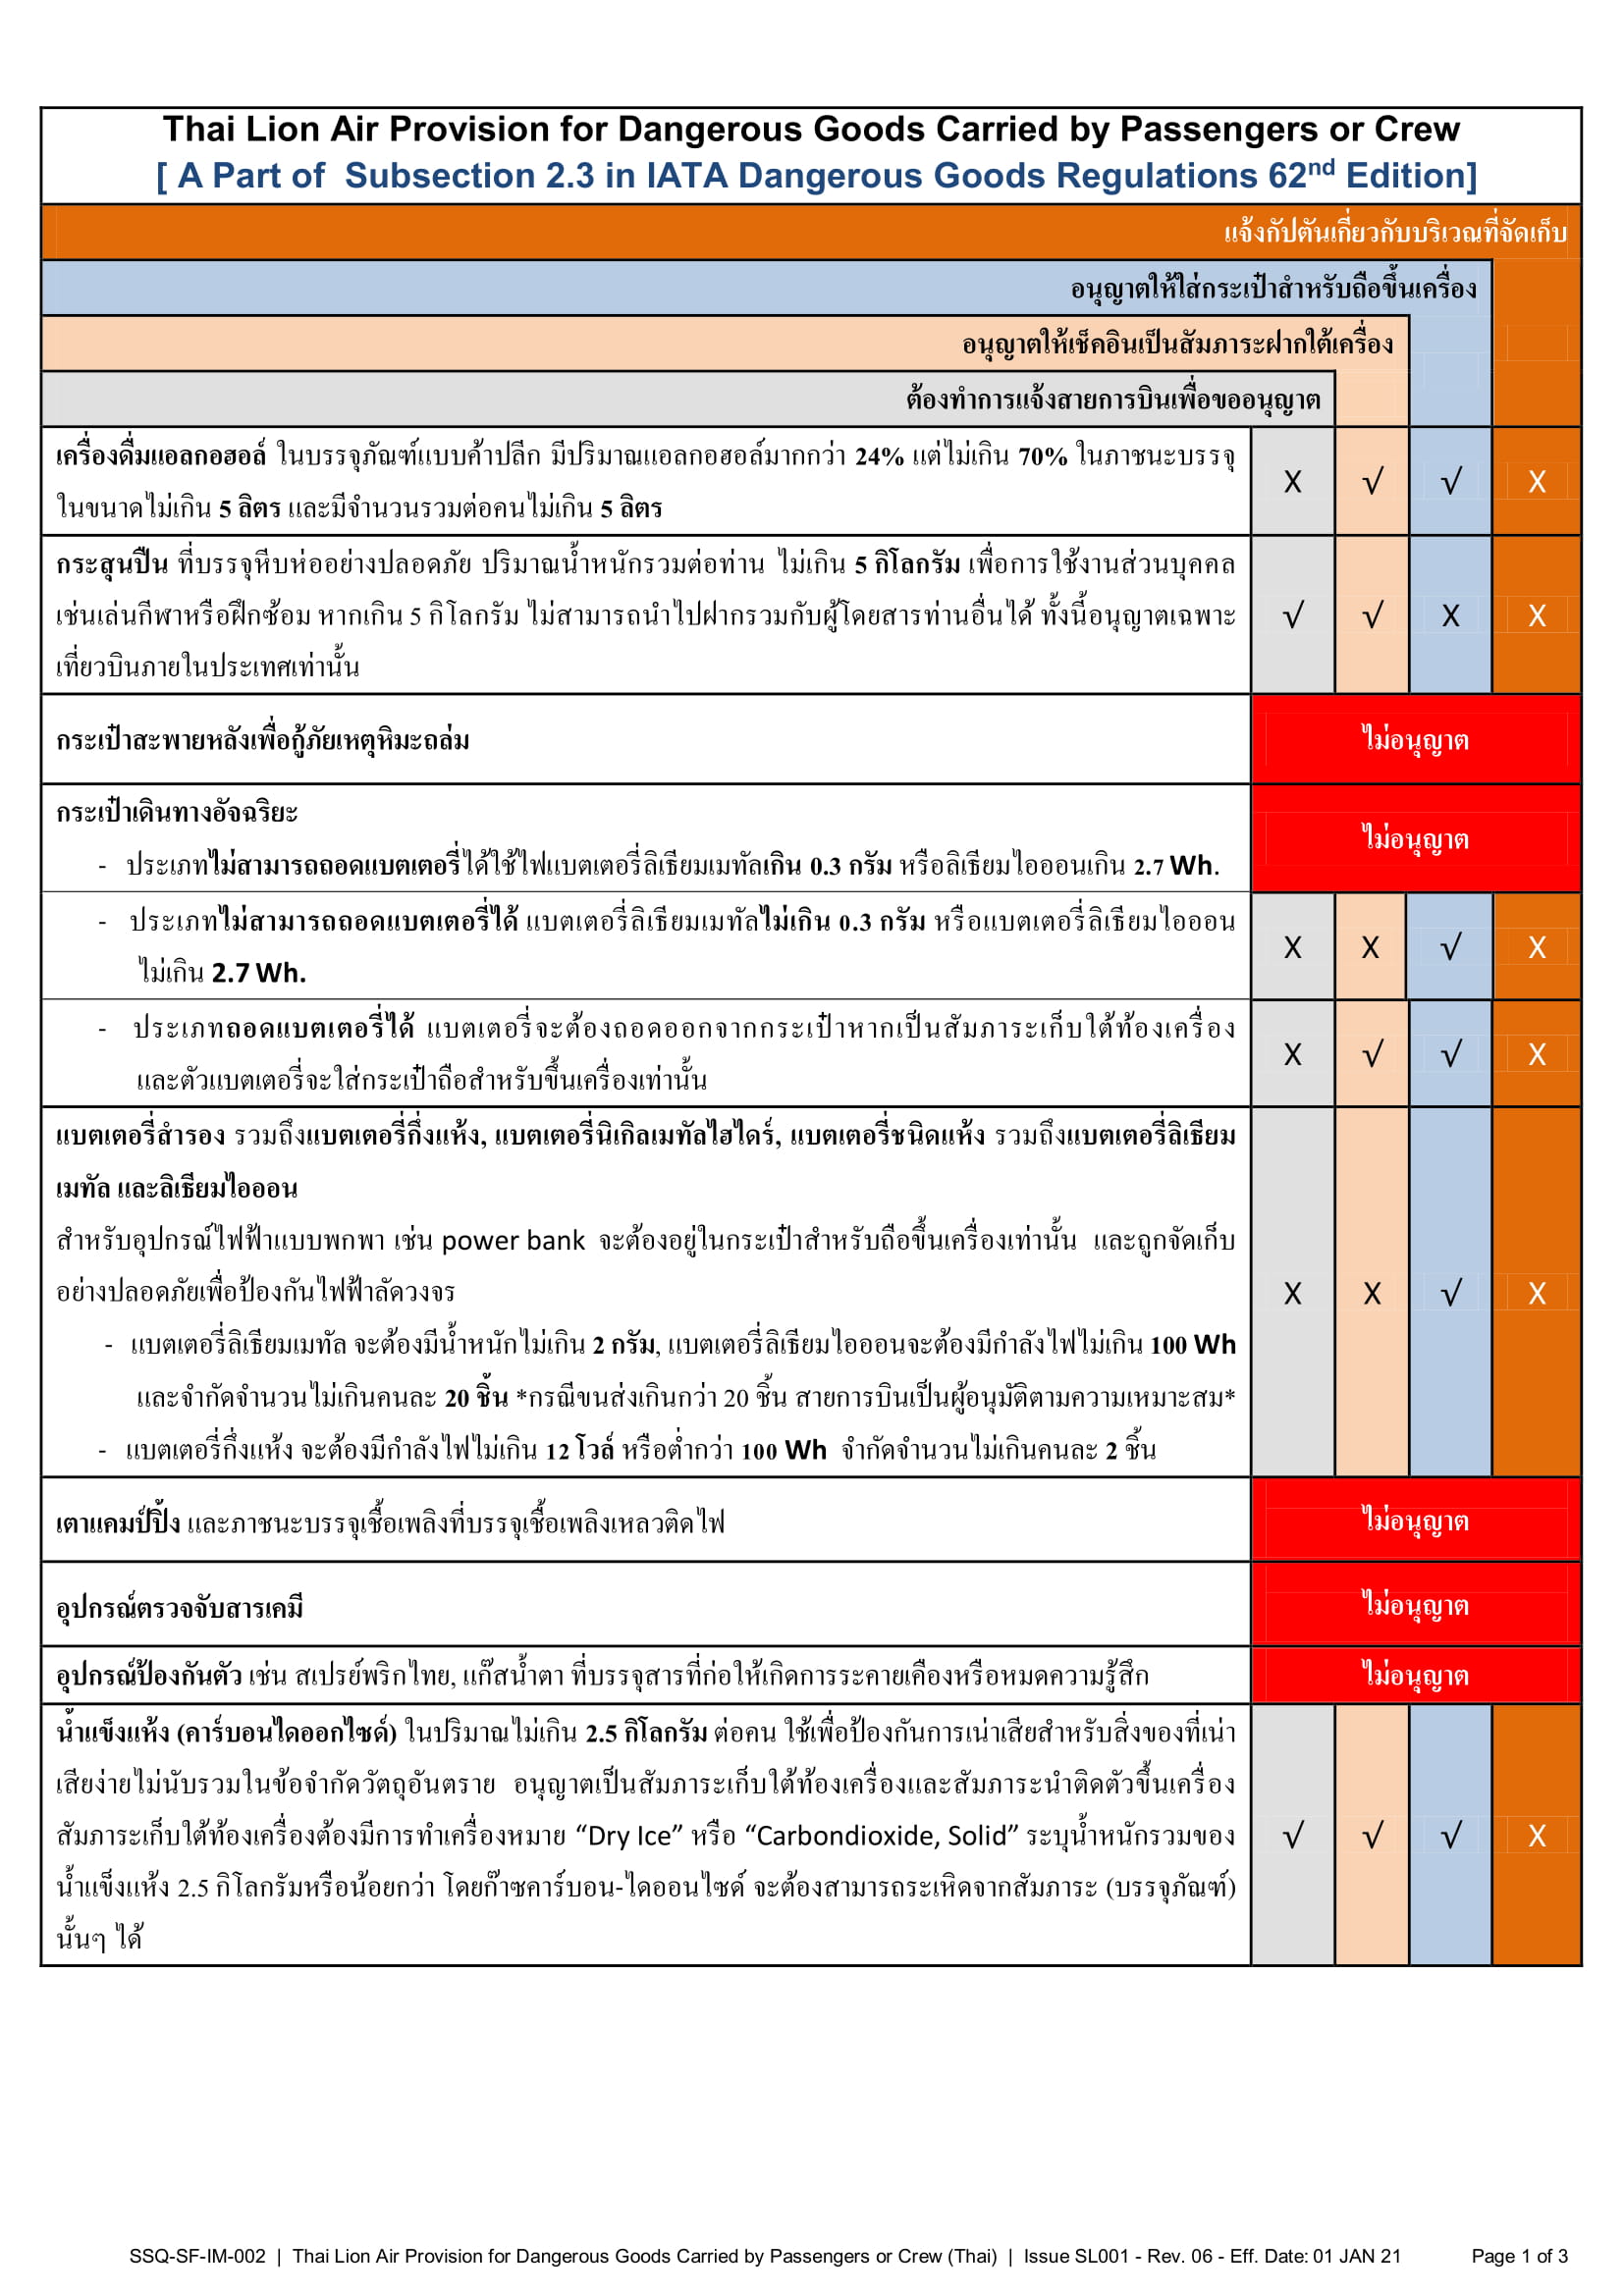 Thai Lion Air Provision for Dangerous Goods Carried by Passengers or Crew
[ A Part of  Subsection 2.3 in IATA Dangerous Goods Regulations 62nd Edition]
แจ้งกัปตันเกี่ยวกับบริเวณที่จัดเก็บ
อนุญาตให้ใส่กระเป๋าสำหรับถือขึ้นเครื่อง
อนุญาตให้เช็คอินเป็นสัมภาระฝากใต้เครื่อง
ต้องทำการแจ้งสายการบินเพื่อขออนุญาต
เครื่องดื่มแอลกอฮอล์ ในบรรจุภัณฑ์แบบค้าปลีก มีปริมาณแอลกอฮอล์มากกว่า 24% แต่ไม่เกิน 70% ในภาชนะบรรจุ
ในขนาดไม่เกิน 5 ลิตร และมีจำนวนรวมต่อคนไม่เกิน 5 ลิตร
X √ √ X
กระสุนปืน ที่บรรจุหีบห่ออย่างปลอดภัย ปริมาณน้ำหนักรวมต่อท่าน ไม่เกิน 5 กิโลกรัม เพื่อการใช้งานส่วนบุคคล
เช่นเล่นกีฬาหรือฝึกซ้อม หากเกิน 5 กิโลกรัม ไม่สามารถนำไปฝากรวมกับผู้โดยสารท่านอื่นได้ ทั้งนี้อนุญาตเฉพาะ
เที่ยวบินภายในประเทศเท่านั้น
√ √ X X
กระเป๋าสะพายหลังเพื่อกู้ภัยเหตุหิมะถล่ม
ไม่อนุญาต
กระเป๋าเดินทางอัจฉริยะ
- ประเภทไม่สามารถถอดแบตเตอรี่ได้ใช้ไฟแบตเตอรี่ลิเธียมเมทัลเกิน 0.3 กรัม หรือลิเธียมไอออนเกิน 2.7 Wh.
ไม่อนุญาต
- ประเภทไม่สามารถถอดแบตเตอรี่ได้ แบตเตอรี่ลิเธียมเมทัลไม่เกิน 0.3 กรัม หรือแบตเตอรี่ลิเธียมไอออน
ไม่เกิน 2.7 Wh.
X X √ X
- ประเภทถอดแบตเตอรี่ได้ แบตเตอรี่จะต้องถอดออกจากกระเป๋าหากเป็นสัมภาระเก็บใต้ท้องเครื่อง
และตัวแบตเตอรี่จะใส่กระเป๋าถือสำหรับขึ้นเครื่องเท่านั้น
X √ √ X
แบตเตอรี่สำรอง รวมถึงแบตเตอรี่กึ่งแห้ง, แบตเตอรี่นิเกิลเมทัลไฮไดร์, แบตเตอรี่ชนิดแห้ง รวมถึงแบตเตอรี่ลิเธียม
เมทัล และลิเธียมไอออน
สำหรับอุปกรณ์ไฟฟ้าแบบพกพา เช่น power bank จะต้องอยู่ในกระเป๋าสำหรับถือขึ้นเครื่องเท่านั้น และถูกจัดเก็บ
อย่างปลอดภัยเพื่อป้องกันไฟฟ้าลัดวงจร
- แบตเตอรี่ลิเธียมเมทัล จะต้องมีน้ำหนักไม่เกิน 2 กรัม, แบตเตอรี่ลิเธียมไอออนจะต้องมีกำลังไฟไม่เกิน 100 Wh
และจำกัดจำนวนไม่เกินคนละ 20 ชิ้น *กรณีขนส่งเกินกว่า 20 ชิ้น สายการบินเป็นผู้อนุมัติตามความเหมาะสม*
- แบตเตอรี่กึ่งแห้ง จะต้องมีกำลังไฟไม่เกิน 12 โวล์ หรือต่ำกว่า 100 Wh จำกัดจำนวนไม่เกินคนละ 2 ชิ้น
X X √ X
เตาแคมป์ปิ้ง และภาชนะบรรจุเชื้อเพลิงที่บรรจุเชื้อเพลิงเหลวติดไฟ
ไม่อนุญาต
อุปกรณ์ตรวจจับสารเคมี
ไม่อนุญาต
อุปกรณ์ป้องกันตัว เช่น สเปรย์พริกไทย, แก๊สน้ำตา ที่บรรจุสารที่ก่อให้เกิดการระคายเคืองหรือหมดความรู้สึก
ไม่อนุญาต
น้ำแข็งแห้ง (คาร์บอนไดออกไซด์) ในปริมาณไม่เกิน 2.5 กิโลกรัม ต่อคน ใช้เพื่อป้องกันการเน่าเสียสำหรับสิ่งของที่เน่า
เสียง่ายไม่นับรวมในข้อจำกัดวัตถุอันตราย อนุญาตเป็นสัมภาระเก็บใต้ท้องเครื่องและสัมภาระนำติดตัวขึ้นเครื่อง
สัมภาระเก็บใต้ท้องเครื่องต้องมีการทำเครื่องหมาย “Dry Ice” หรือ “Carbondioxide, Solid” ระบุน้ำหนักรวมของ
น้ำแข็งแห้ง 2.5 กิโลกรัมหรือน้อยกว่า โดยก๊าซคาร์บอน-ไดออนไซด์ จะต้องสามารถระเหิดจากสัมภาระ (บรรจุภัณฑ์)
นั้นๆ ได้
√ √ √ X
SSQ-SF-IM-002 | Thai Lion Air Provision for Dangerous Goods Carried by Passengers or Crew (Thai) | Issue SL001 - Rev. 06 - Eff. Date: 01 JAN 21 Page 1 of 3